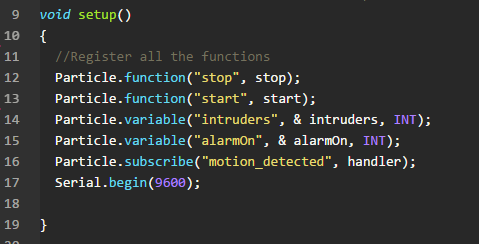 9 void setup()
10 {
11 //Register all the functions
12 Particle.function("stop", stop);
13 Particle.function("start", start);
14 Particle.variable("intruders", & intruders, INT);
15 Particle.variable("alarmOn", & alarmOn, INT);
16 Particle.subscribe("motion_detected", handler);
17 Serial.begin(9600);
18
19 }